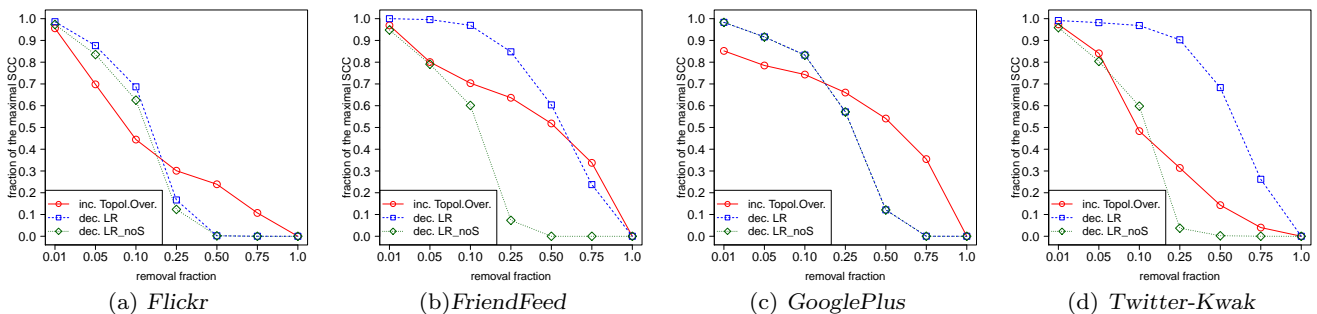 fraction of the maximal SCC
1.0
0.9
0.8
0.7
0.6
0.5
0.4
0.3
0.2
0.1
0.0
inc. Topol.Over.
dec. LR
dec. LR_noS
0.01 0.05 0.10 0.25 0.50 0.75 1.0
removal fraction
(a) Flickr
fraction of the maximal SCC
1.0
0.9
0.8
0.7
0.6
0.5
0.4
0.3
0.2
0.1
0.0
inc. Topol.Over.
dec. LR
dec. LR_noS
0.01 0.05 0.10 0.25 0.50 0.75 1.0
removal fraction
(b)FriendFeed
fraction of the maximal SCC
1.0
0.9
0.8
0.7
0.6
0.5
0.4
0.3
0.2
0.1
0.0
inc. Topol.Over.
dec. LR
dec. LR_noS
0.01 0.05 0.10 0.25 0.50 0.75 1.0
removal fraction
(c) GooglePlus
fraction of the maximal SCC
1.0
0.9
0.8
0.7
0.6
0.5
0.4
0.3
0.2
0.1
0.0
inc. Topol.Over.
dec. LR
dec. LR_noS
0.01 0.05 0.10 0.25 0.50 0.75 1.0
removal fraction
(d) Twitter-Kwak